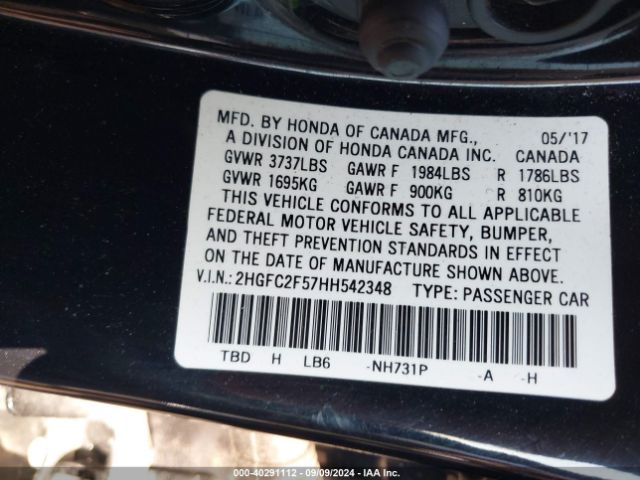 MFD. BY HONDA OF CANADA MFG., 05/'17
A DIVISION OF HONDA CANADA INC. CANADA
GVWR 3737LBS GAWR F 1984LBS R 1786LBS
GVWR 1695KG GAWR F 900KG R 810KG
THIS VEHICLE CONFORMS TO ALL APPLICABLE
FEDERAL MOTOR VEHICLE SAFETY, BUMPER,
AND THEFT PREVENTION STANDARDS IN EFFECT
ON THE DATE OF MANUFACTURE SHOWN ABOVE.
V.I.N.: 2HGFC2F57HH542348 TYPE: PASSENGER CAR
TBD H LB6 -NH731P -A -H
000-40291112 - 09/09/2024 - IAA Inc.